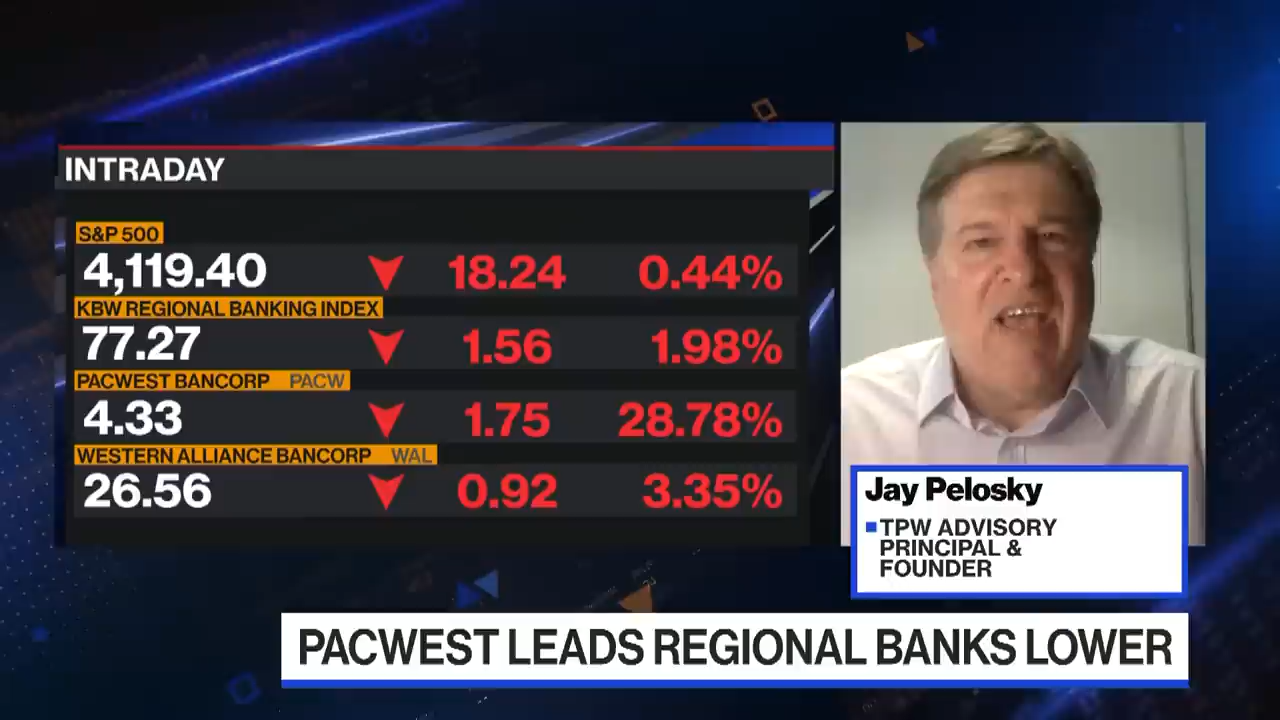 INTRADAY
S&P 500
4,119.40 18.24 0.44%
KBW REGIONAL BANKING INDEX
77.27 1.56 1.98%
PACWEST BANCORP PACW
4.33 1.75 28.78%
WESTERN ALLIANCE BANCORP WAL
26.56 0.92 3.35%
Jay Pelosky
TPW ADVISORY
PRINCIPAL &
FOUNDER
PACWEST LEADS REGIONAL BANKS LOWER